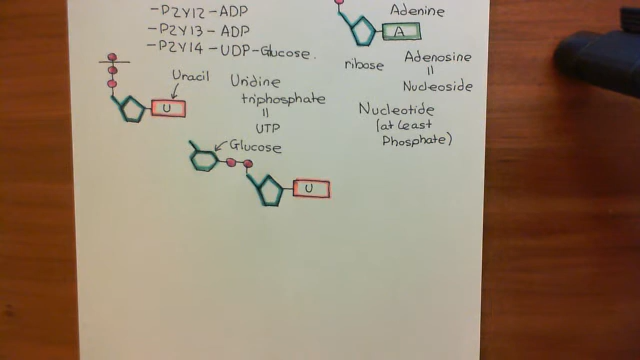 -P2Y12-ADP
-P2Y13-ADP
-P2Y14-UDP-Glucose.
Adenine
A
ribose
Adenosine
=
Nucleoside
Uracil
U
Uridine
triphosphate
=
UTP
Nucleotide
(at least
Phosphate)
Glucose
U